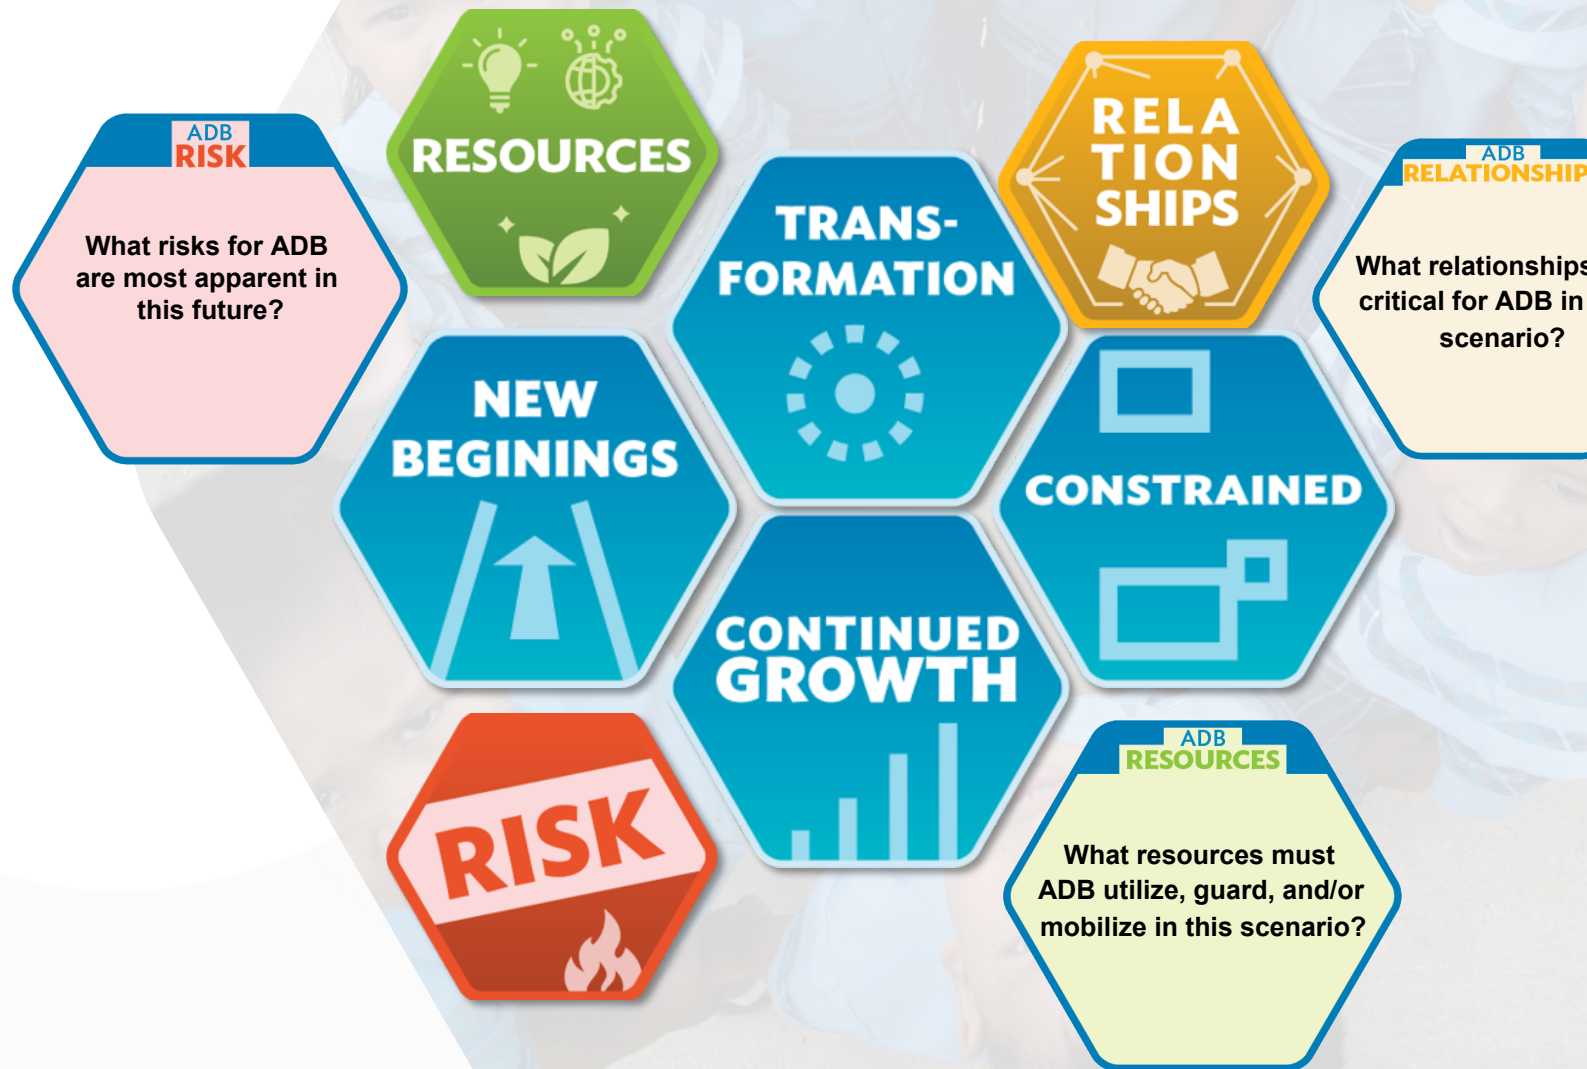 RESOURCES
RELA
TION
SHIPS
ADB
RISK
What risks for ADB
are most apparent in
this future?
ADB
RELATIONSHIP
What relationships
critical for ADB in
scenario?
TRANS-
FORMATION
NEW
BEGININGS
CONSTRAINED
CONTINUED
GROWTH
RISK
ADB
RESOURCES
What resources must
ADB utilize, guard, and/or
mobilize in this scenario?